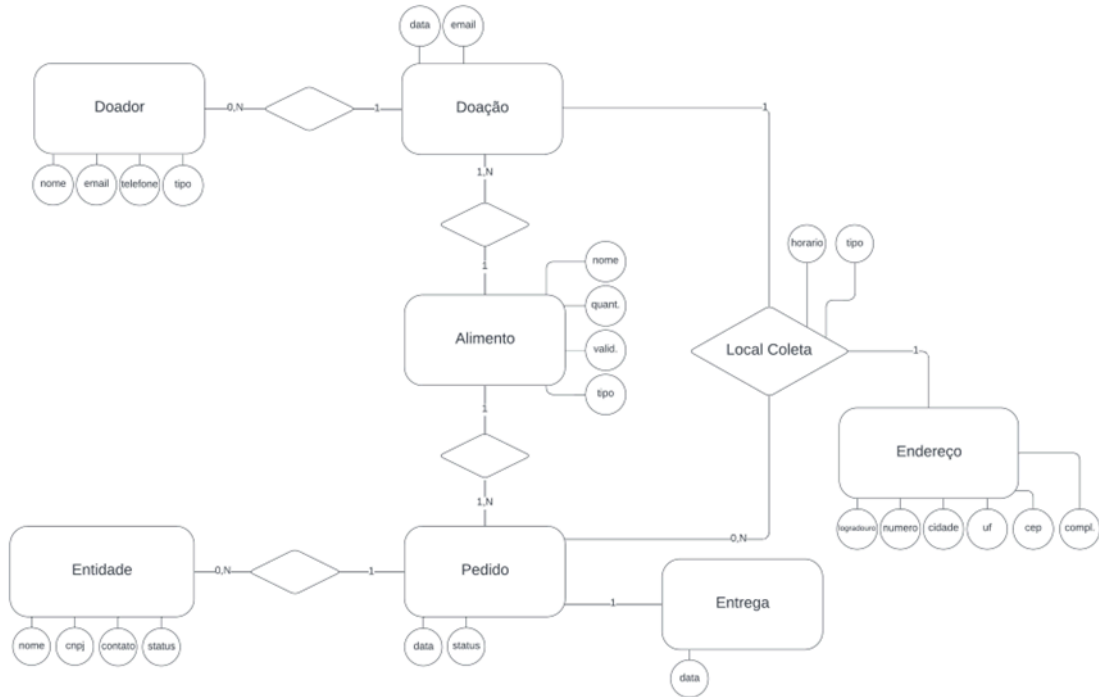 data
email
Doador
0,N
1
Doação
1
nome
email
telefone
tipo
1,N
horario
tipo
1
nome
quant.
Alimento
valid.
tipo
Local Coleta
1
1
Endereço
1,N
logradouro
numero
cidade
uf
cep
compl.
0,N
Entidade
0,N
1
Pedido
1
Entrega
nome
cnpj
contato
status
data
status
data